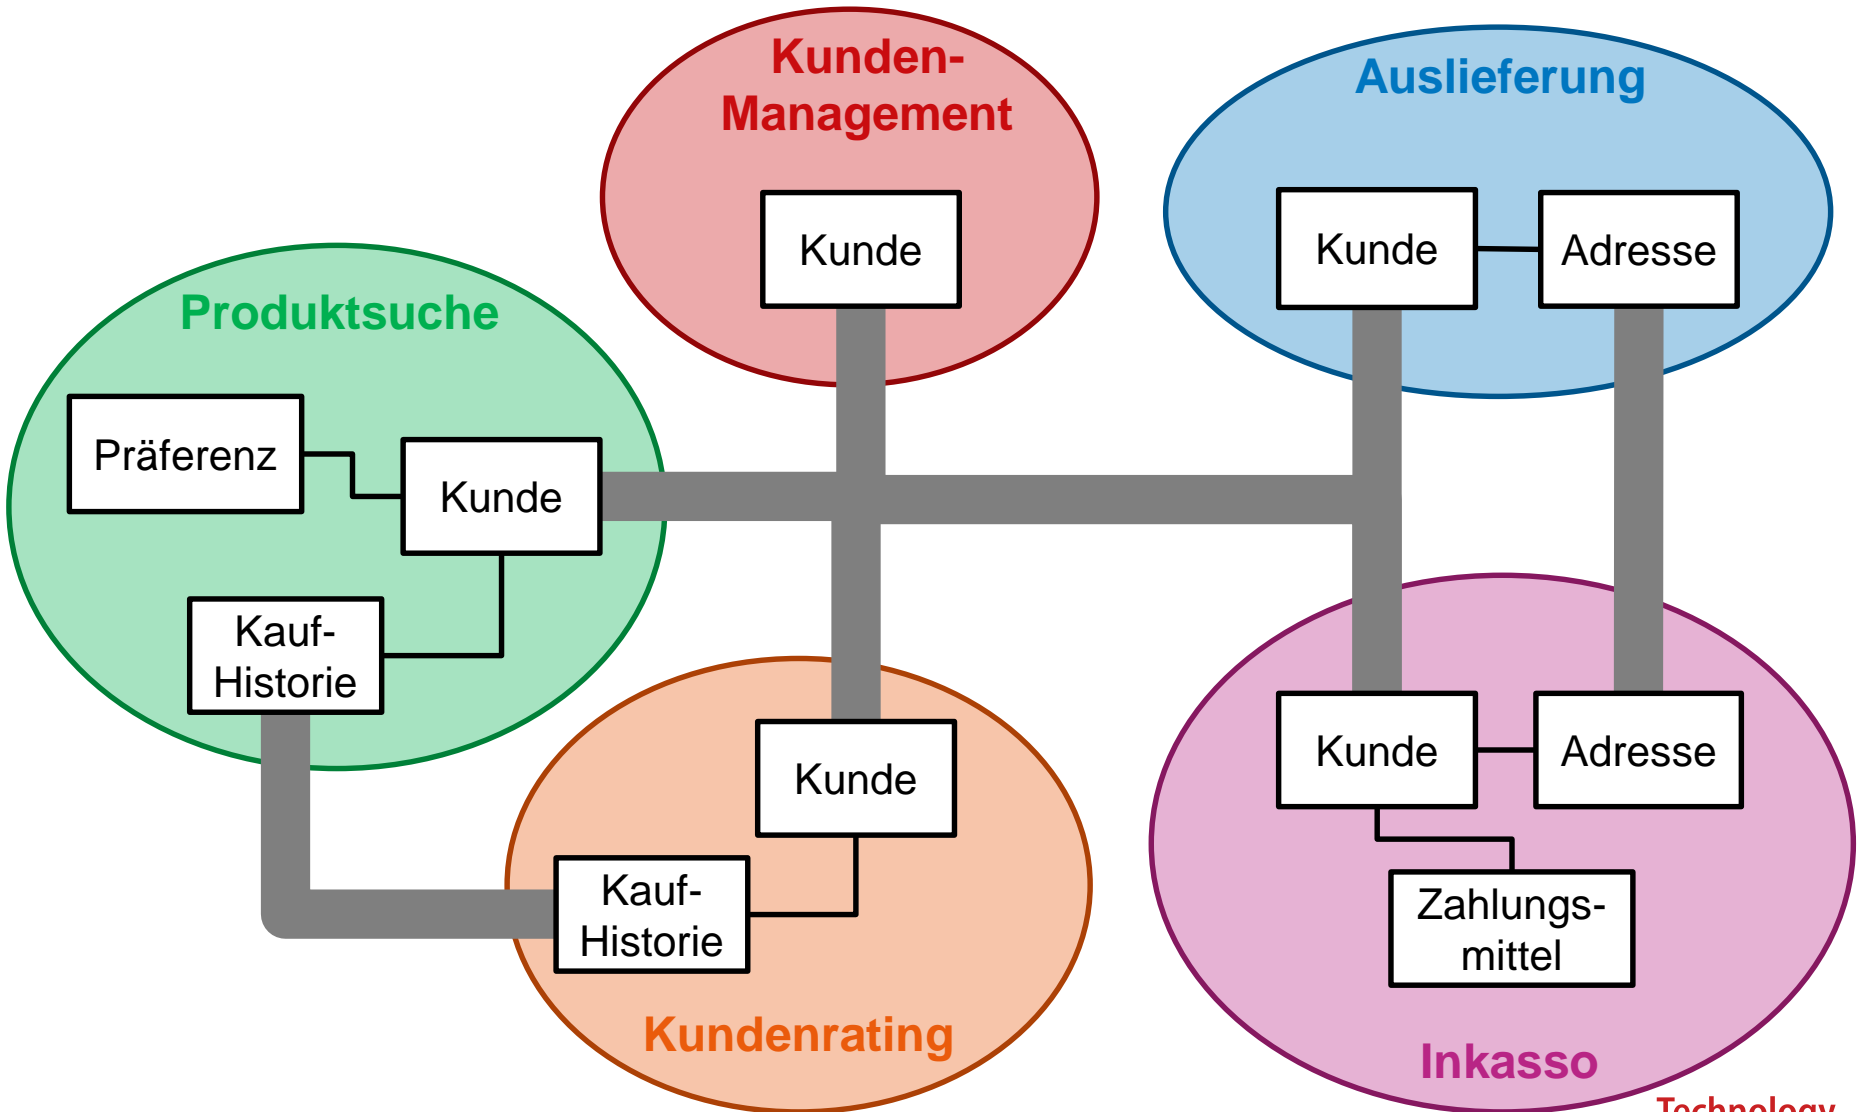 Kunden-
Management
Kunde
Auslieferung
Kunde
Adresse
Produktsuche
Präferenz
Kunde
Kauf-
Historie
Kunde
Kauf-
Historie
Kundenrating
Kunde
Adresse
Zahlungs-
mittel
Inkasso
Technology